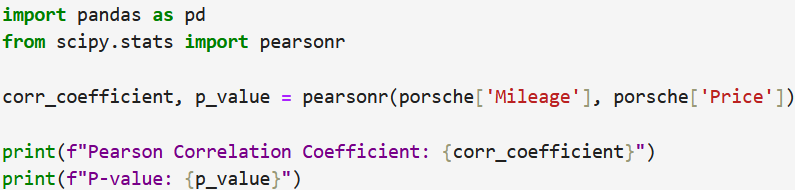 import pandas as pd
from scipy.stats import pearsonr

corr_coefficient, p_value = pearsonr(porsche['Mileage'], porsche['Price'])

print(f"Pearson Correlation Coefficient: {corr_coefficient}")
print(f"P-value: {p_value}")